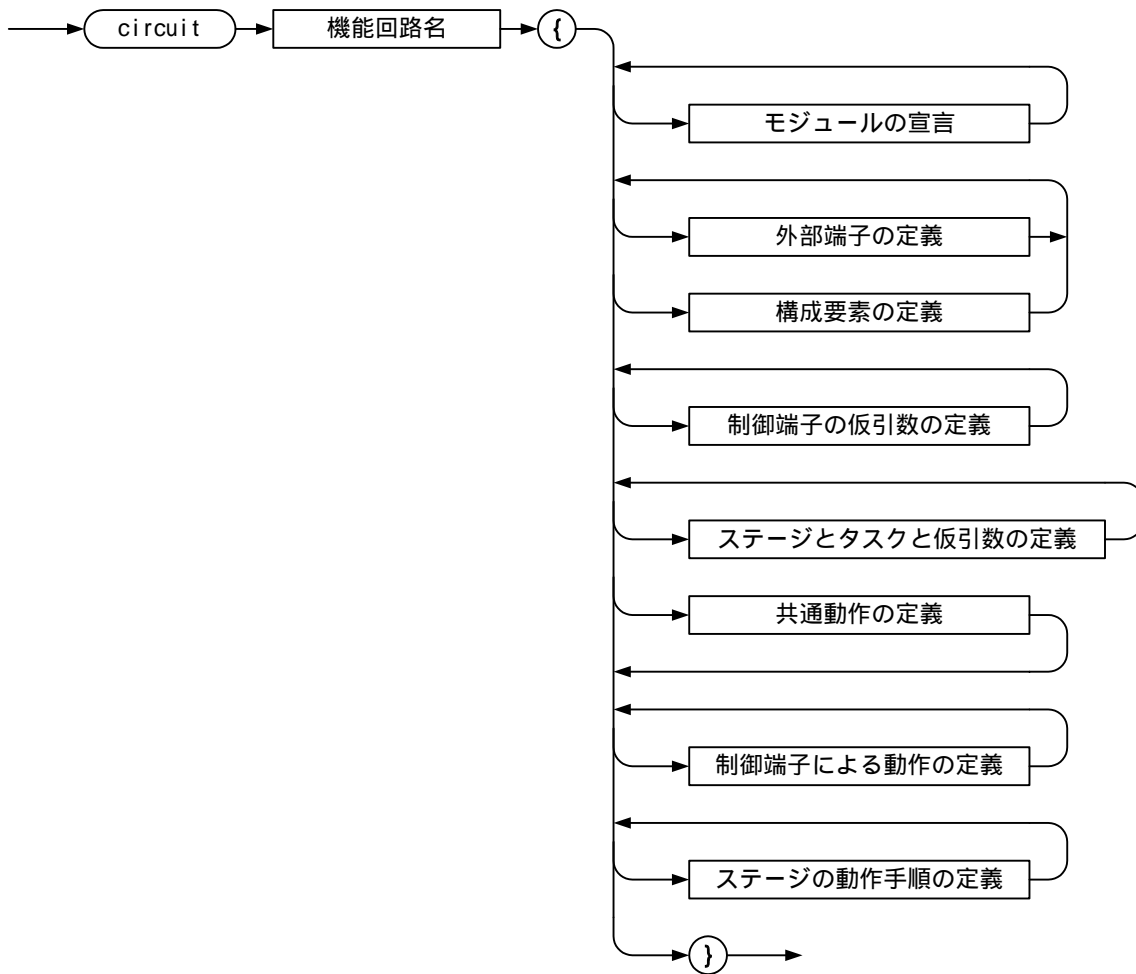 circuit 機能回路名 {
モジュールの宣言
外部端子の定義
構成要素の定義
制御端子の仮引数の定義
ステージとタスクと仮引数の定義
共通動作の定義
制御端子による動作の定義
ステージの動作手順の定義
}